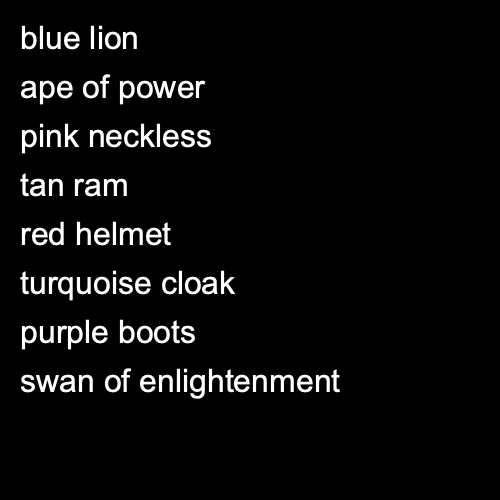 blue lion
ape of power
pink neckless
tan ram
red helmet
turquoise cloak
purple boots
swan of enlightenment